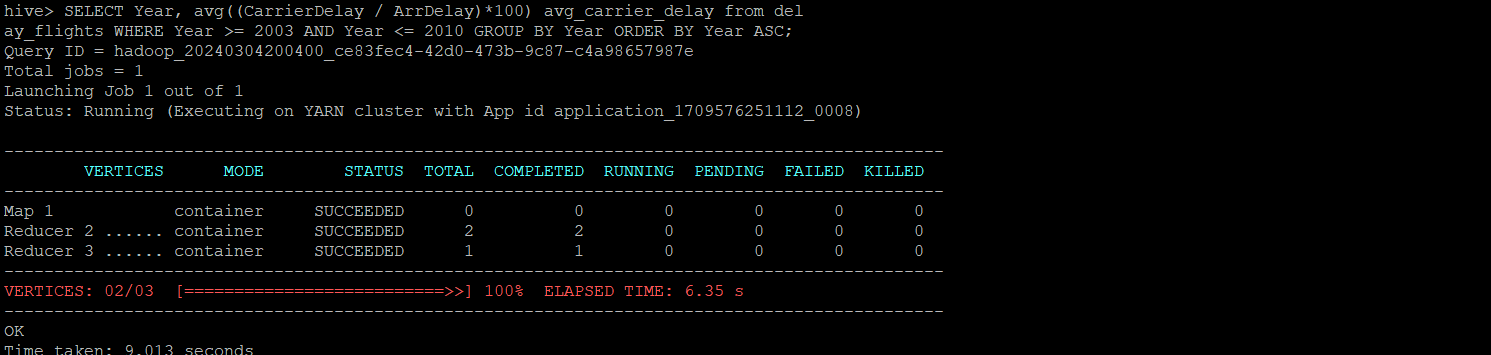 hive> SELECT Year, avg((CarrierDelay / ArrDelay)*100) avg_carrier_delay from del
ay_flights WHERE Year >= 2003 AND Year <= 2010 GROUP BY Year ORDER BY Year ASC;
Query ID = hadoop_20240304200400_ce83fec4-42d0-473b-9c87-c4a98657987e
Total jobs = 1
Launching Job 1 out of 1
Status: Running (Executing on YARN cluster with App id application_1709576251112_0008)
----------------------------------------------------------------------------------------------
VERTICES MODE STATUS TOTAL COMPLETED RUNNING PENDING FAILED KILLED
----------------------------------------------------------------------------------------------
Map 1 container SUCCEEDED 0 0 0 0 0 0
Reducer 2 ...... container SUCCEEDED 2 2 0 0 0 0
Reducer 3 ...... container SUCCEEDED 1 1 0 0 0 0
----------------------------------------------------------------------------------------------
VERTICES: 02/03 [==========================>>] 100% ELAPSED TIME: 6.35 s
----------------------------------------------------------------------------------------------
OK
Time taken: 9.013 seconds